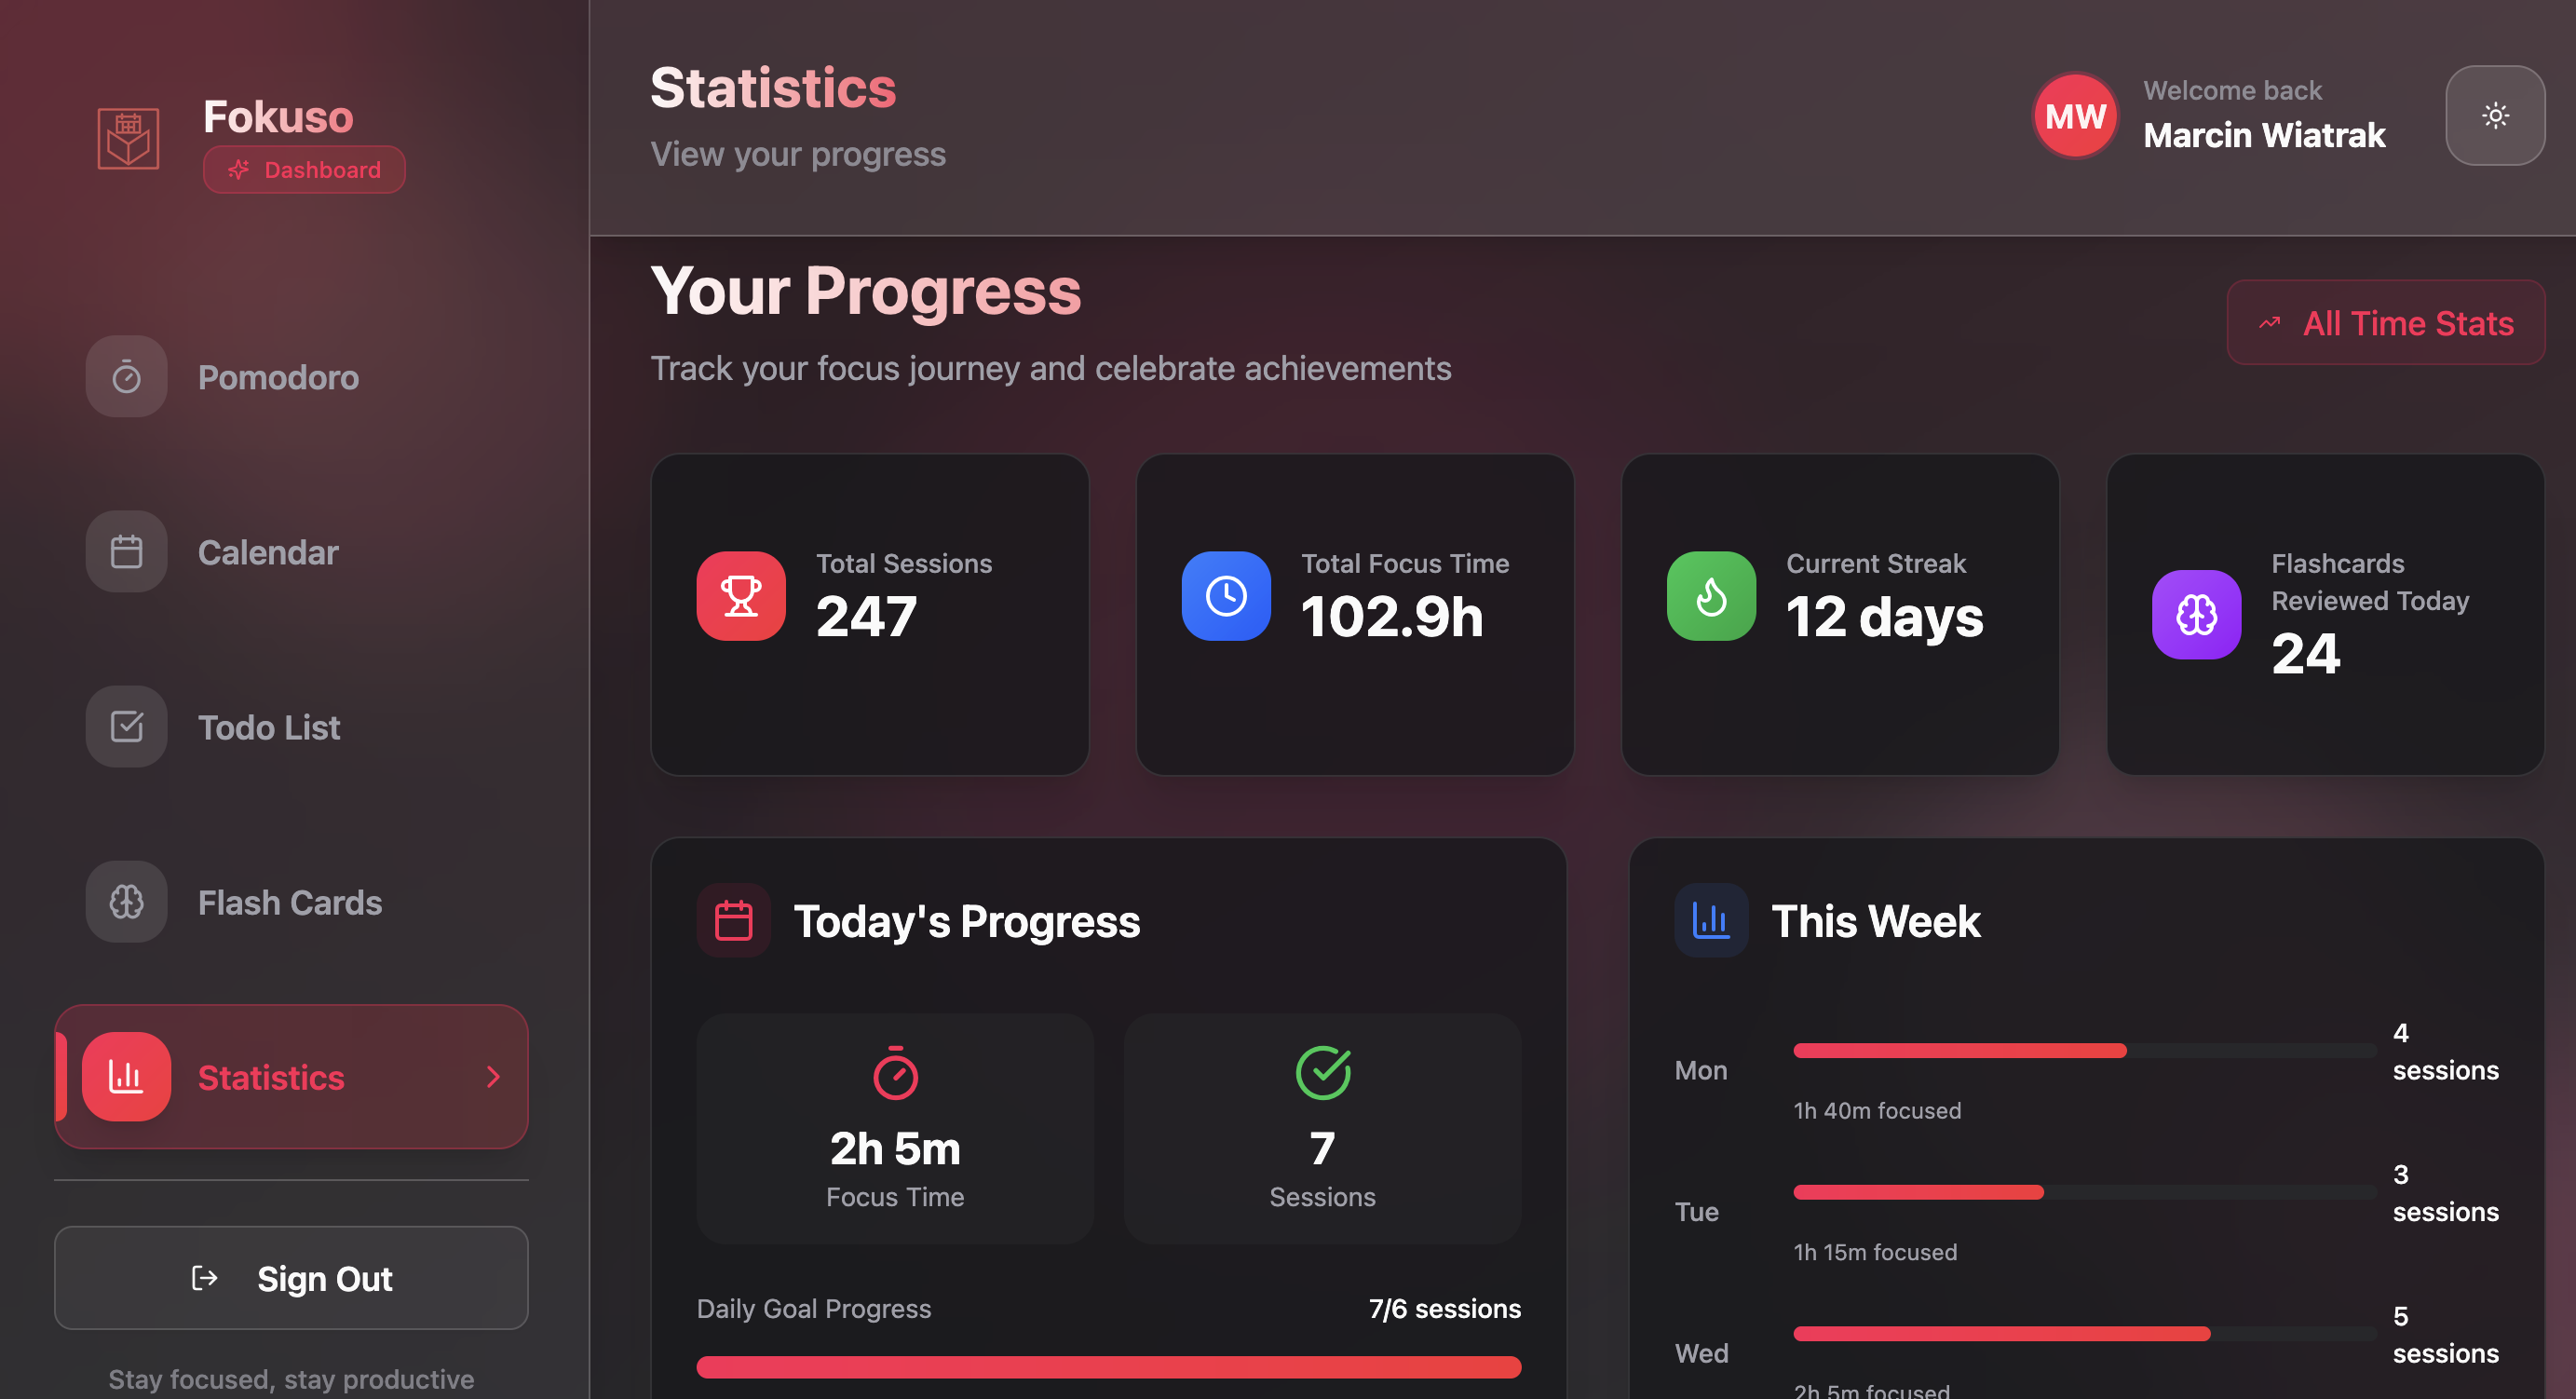 Fokuso
Dashboard
Pomodoro
Calendar
Todo List
Flash Cards
Statistics
Sign Out
Stay focused, stay productive
Statistics
View your progress
MW
Welcome back
Marcin Wiatrak
Your Progress
Track your focus journey and celebrate achievements
All Time Stats
Total Sessions
247
Total Focus Time
102.9h
Current Streak
12 days
Flashcards
Reviewed Today
24
Today's Progress
2h 5m
Focus Time
7
Sessions
Daily Goal Progress
7/6 sessions
This Week
Mon
4
sessions
1h 40m focused
Tue
3
sessions
1h 15m focused
Wed
5
sessions
2h 5m focused